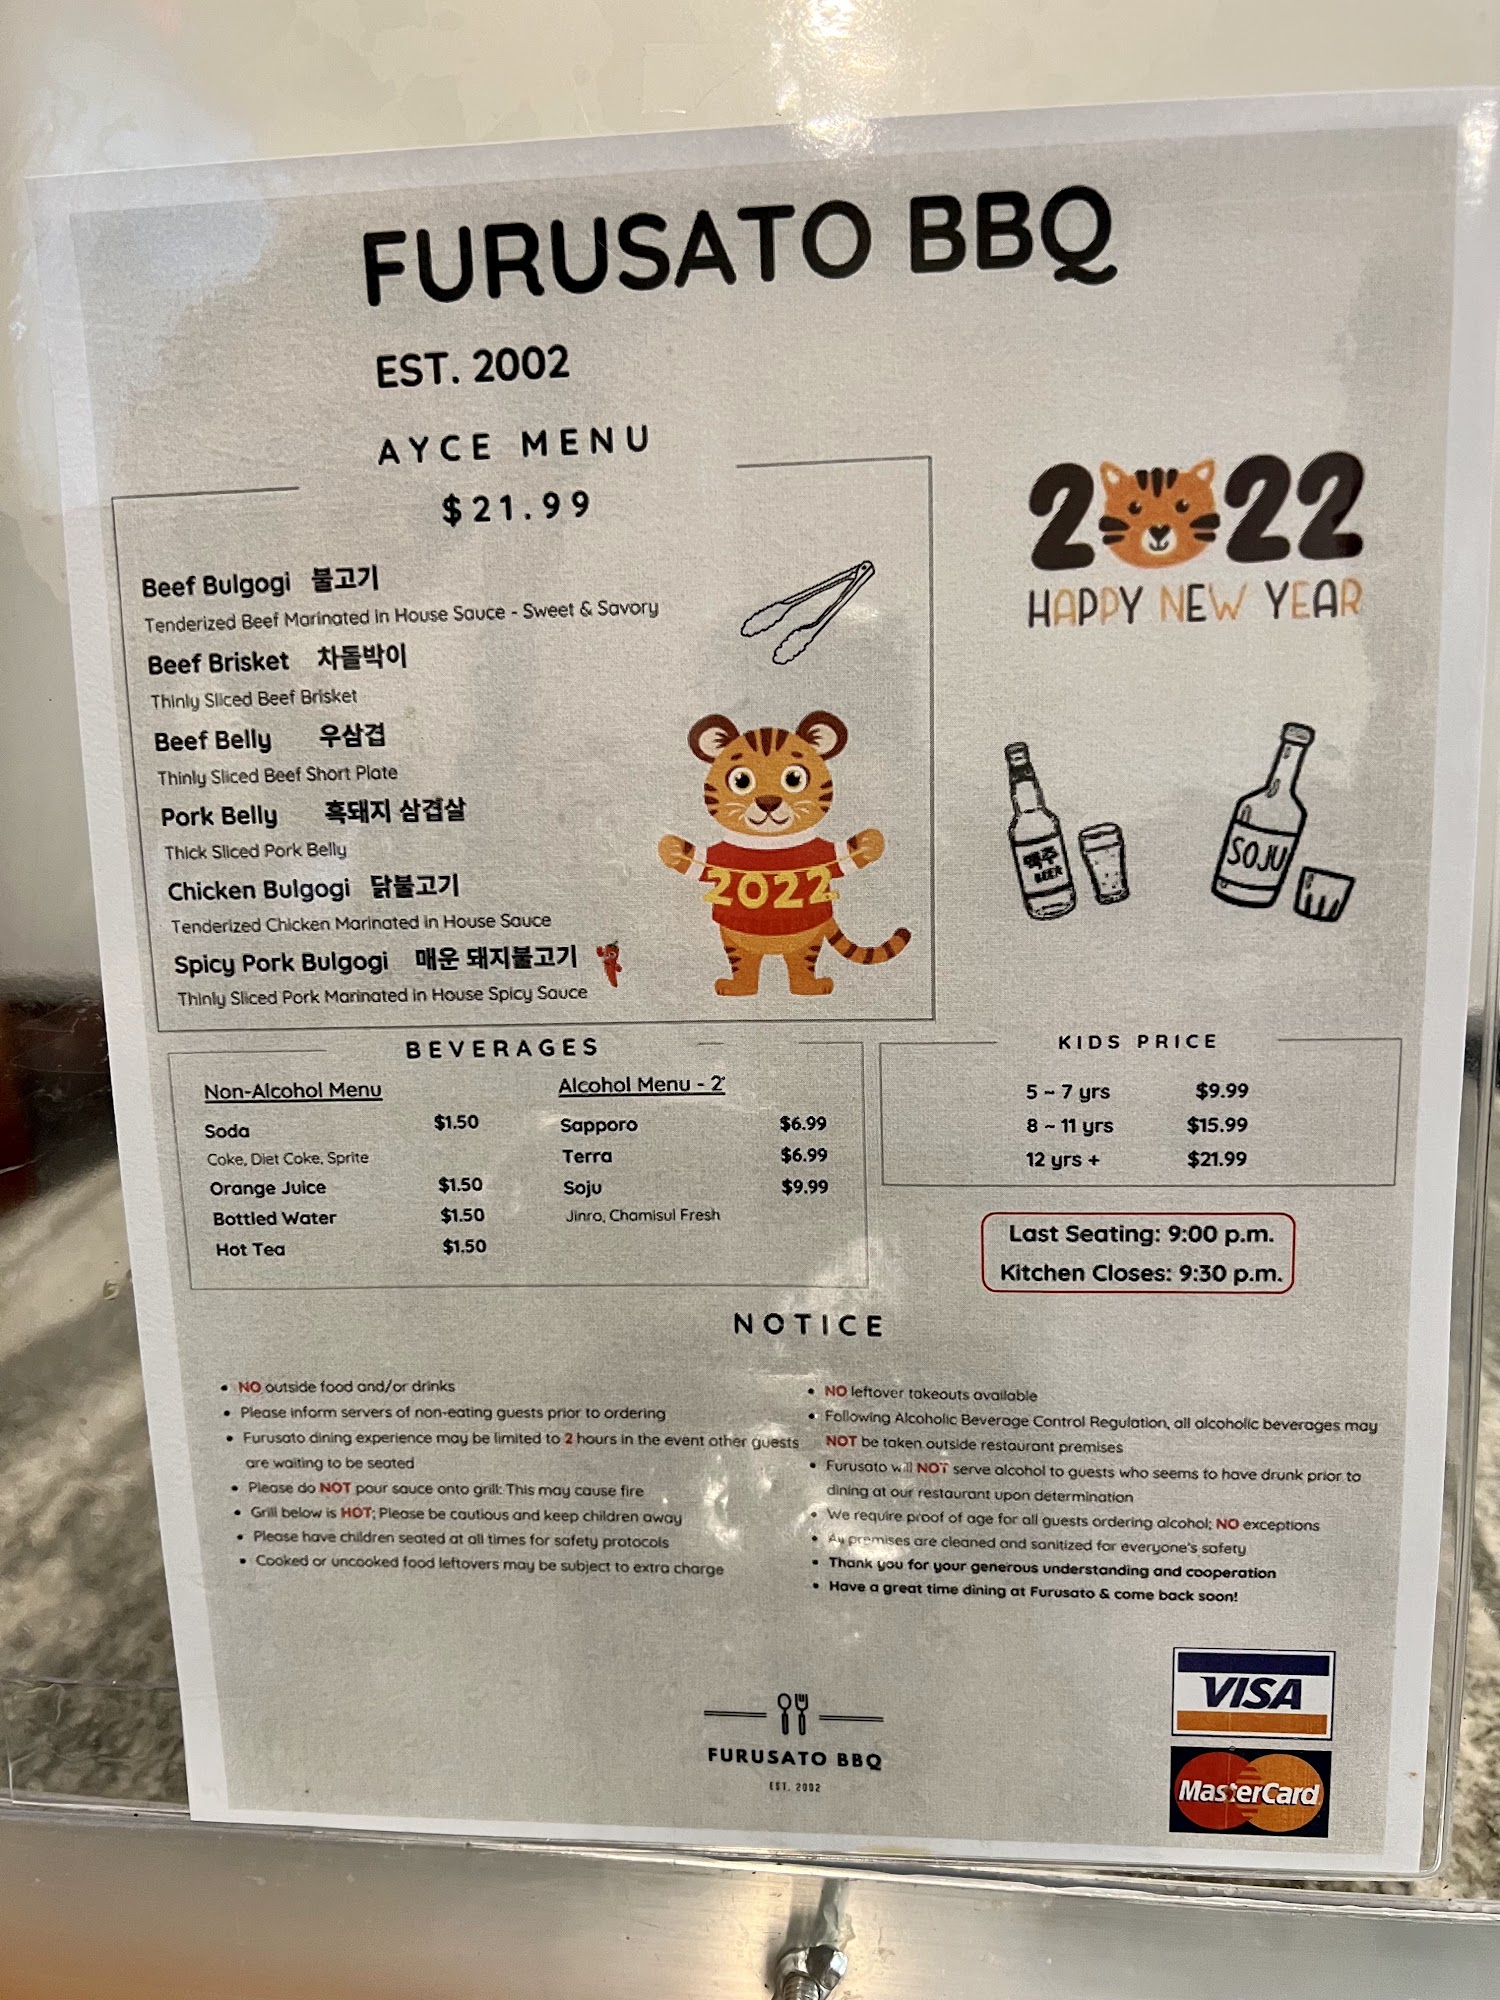 FURUSATO BBQ
EST. 2002
AYCE MENU
$21.99
Beef Bulgogi 불고기
Tenderized Beef Marinated in House Sauce - Sweet & Savory
Beef Brisket 차돌박이
Thinly Sliced Beef Brisket
Beef Belly 우삼겹
Thinly Sliced Beef Short Plate
Pork Belly 흑돼지 삼겹살
Thick Sliced Pork Belly
Chicken Bulgogi 닭불고기
Tenderized Chicken Marinated in House Sauce
Spicy Pork Bulgogi 매운 돼지불고기
Thinly Sliced Pork Marinated in House Spicy Sauce
2022
2022
HAPPY NEW YEAR
맥주
BEER
SOJU
BEVERAGES
Non-Alcohol Menu
Soda $1.50
Coke, Diet Coke, Sprite
Orange Juice $1.50
Bottled Water $1.50
Hot Tea $1.50
Alcohol Menu -
Sapporo $6.99
Terra $6.99
Soju $9.99
Jinro, Chamisul Fresh
KIDS PRICE
5 ~ 7 yrs $9.99
8 ~ 11 yrs $15.99
12 yrs + $21.99
Last Seating: 9:00 p.m.
Kitchen Closes: 9:30 p.m.
NOTICE
• NO outside food and/or drinks
• Please inform servers of non-eating guests prior to ordering
• Furusato dining experience may be limited to 2 hours in the event other guests
are waiting to be seated
• Please do NOT pour sauce onto grill: This may cause fire
• Grill below is HOT; Please be cautious and keep children away
• Please have children seated at all times for safety protocols
• Cooked or uncooked food leftovers may be subject to extra charge
• NO leftover takeouts available
• Following Alcoholic Beverage Control Regulation, all alcoholic beverages may
NOT be taken outside restaurant premises
• Furusato will NOT serve alcohol to guests who seems to have drunk prior to
dining at our restaurant upon determination
• We require proof of age for all guests ordering alcohol; NO exceptions
• premises are cleaned and sanitized for everyone's safety
• Thank you for your generous understanding and cooperation
• Have a great time dining at Furusato & come back soon!
FURUSATO BBQ
EST. 2002
VISA
MasterCard